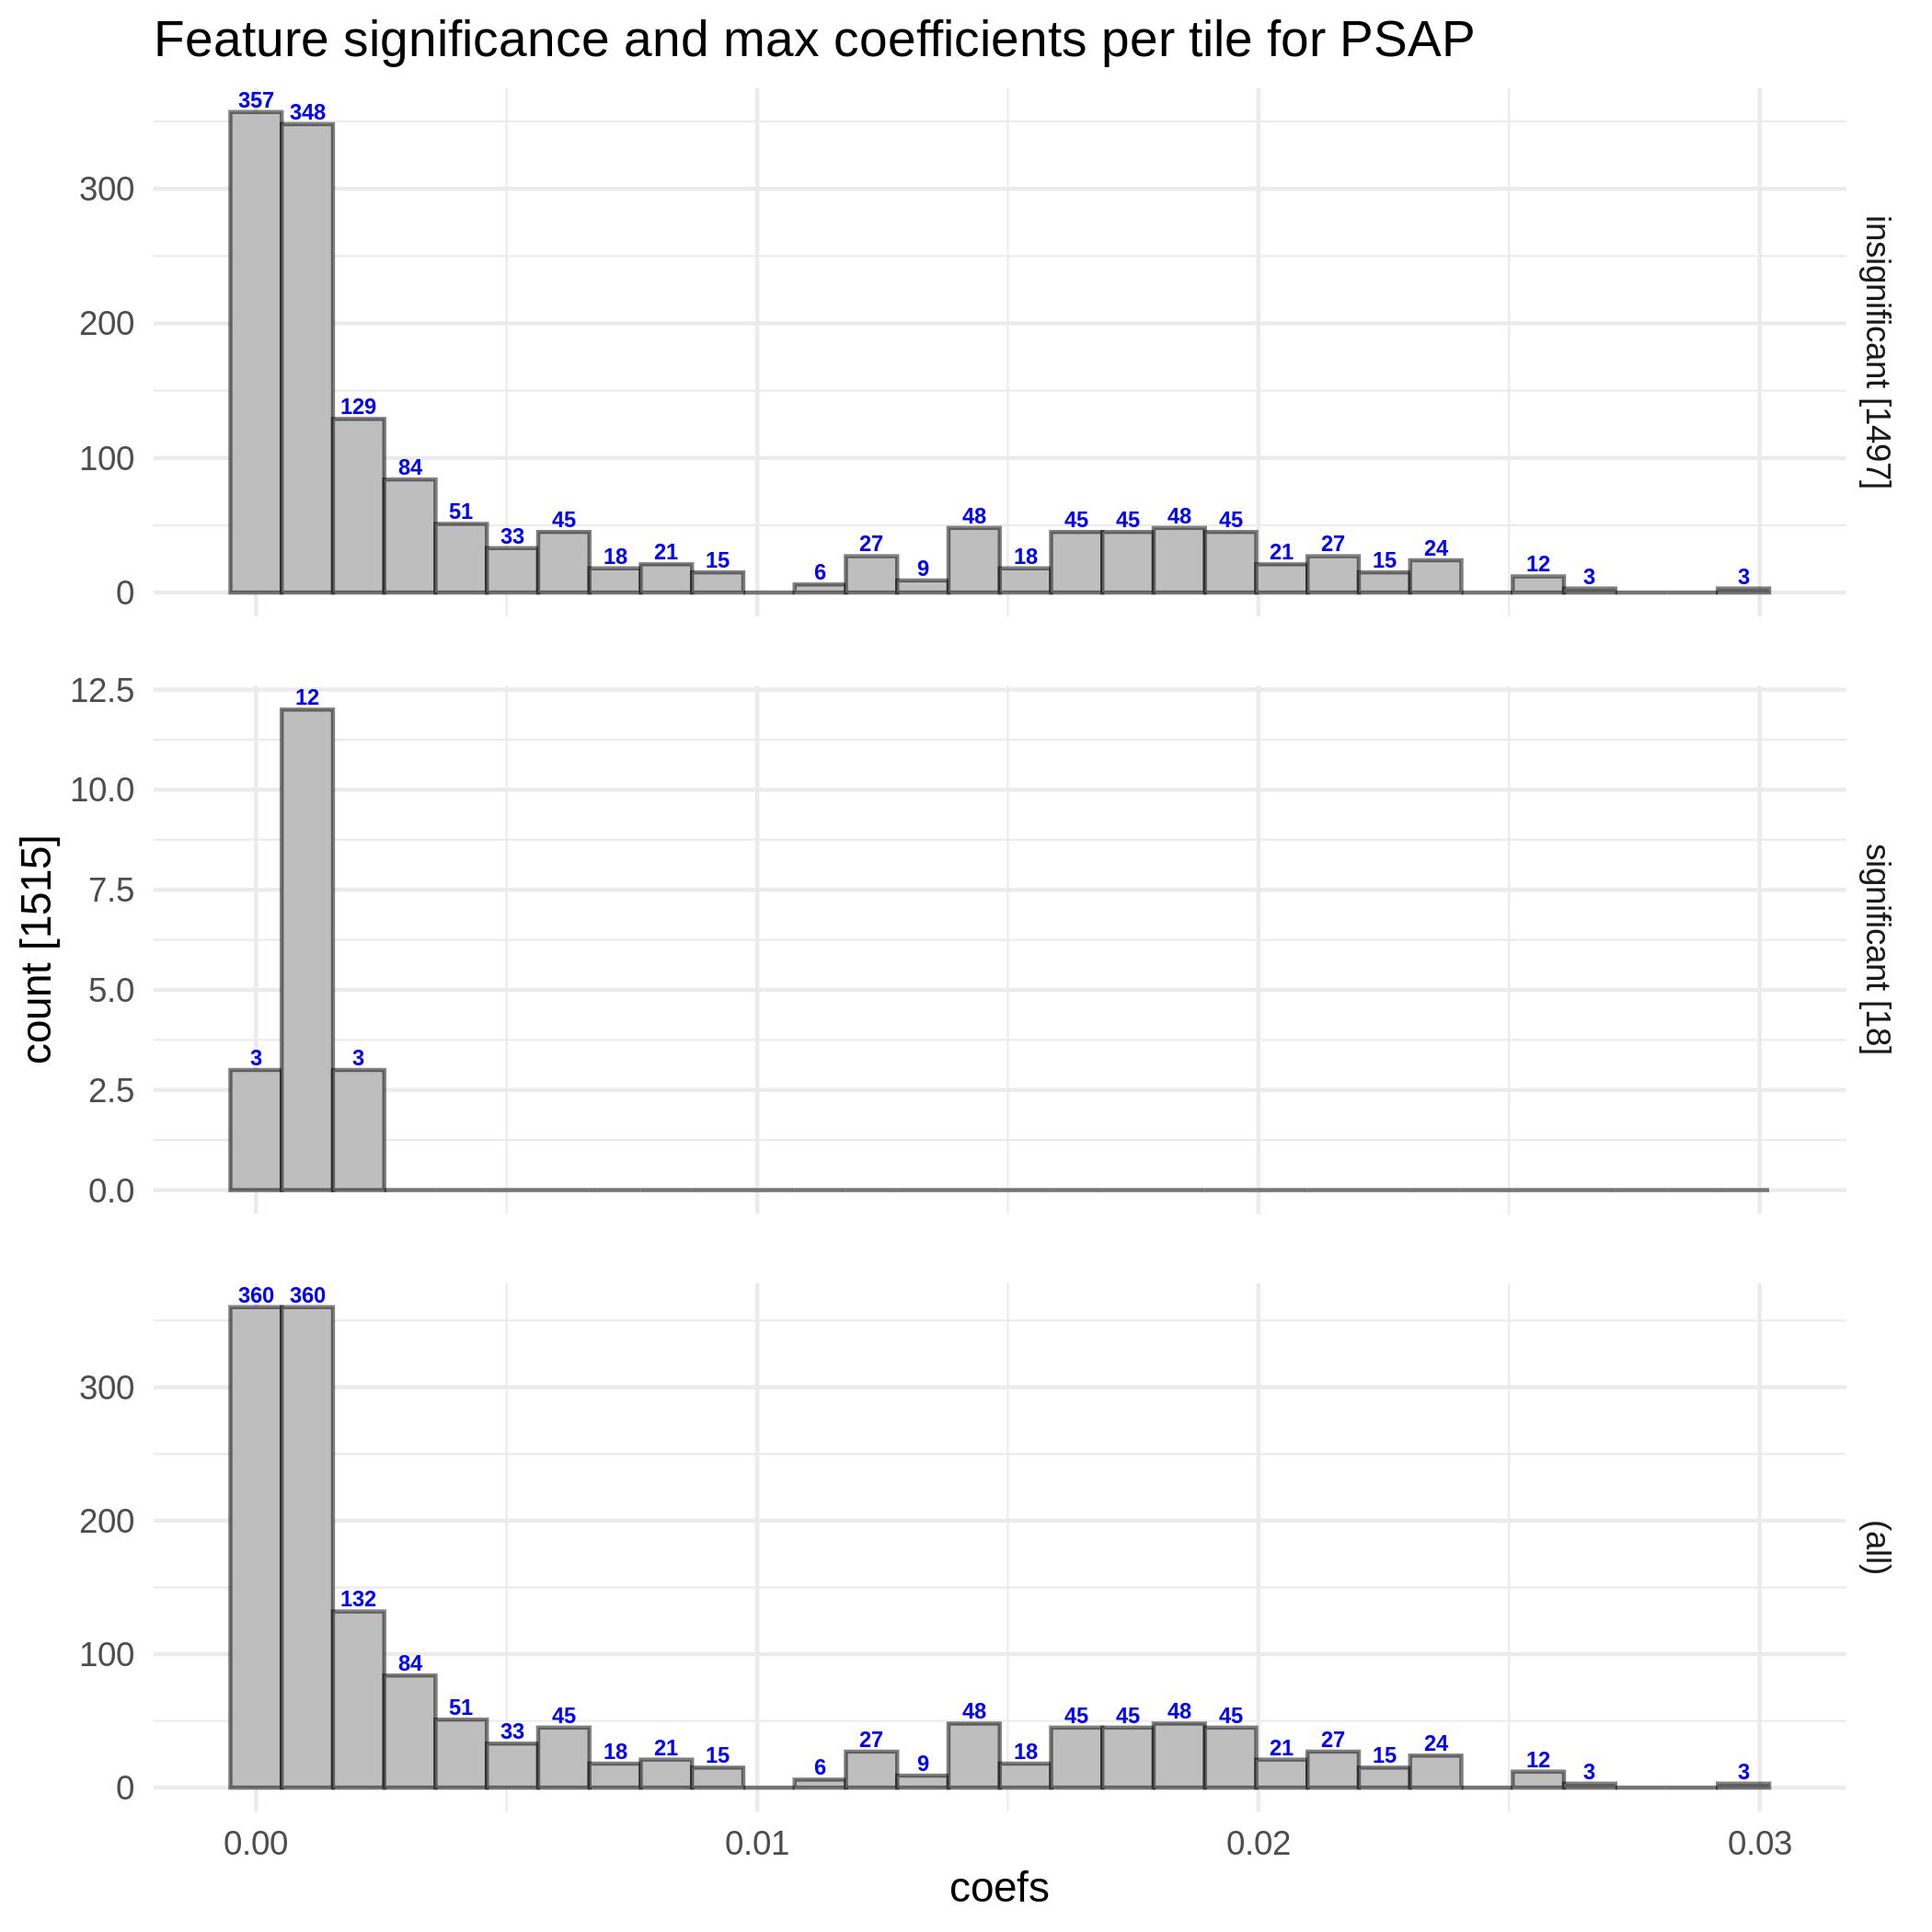 Feature significance and max coefficients per tile for PSAP
357 348 129 84 51 33 45 18 21 15 6 27 9 48 18 45 45 48 45 21 27 15 24 12 3 3
300
200
100
0
insignificant [1497]
12.5
10.0
7.5
5.0
2.5
0.0
3 12 3
significant [18]
count [1515]
360 360 132 84 51 33 45 18 21 15 6 27 9 48 18 45 45 48 45 21 27 15 24 12 3 3
300
200
100
0
(all)
0.00 0.01 0.02 0.03
coefs